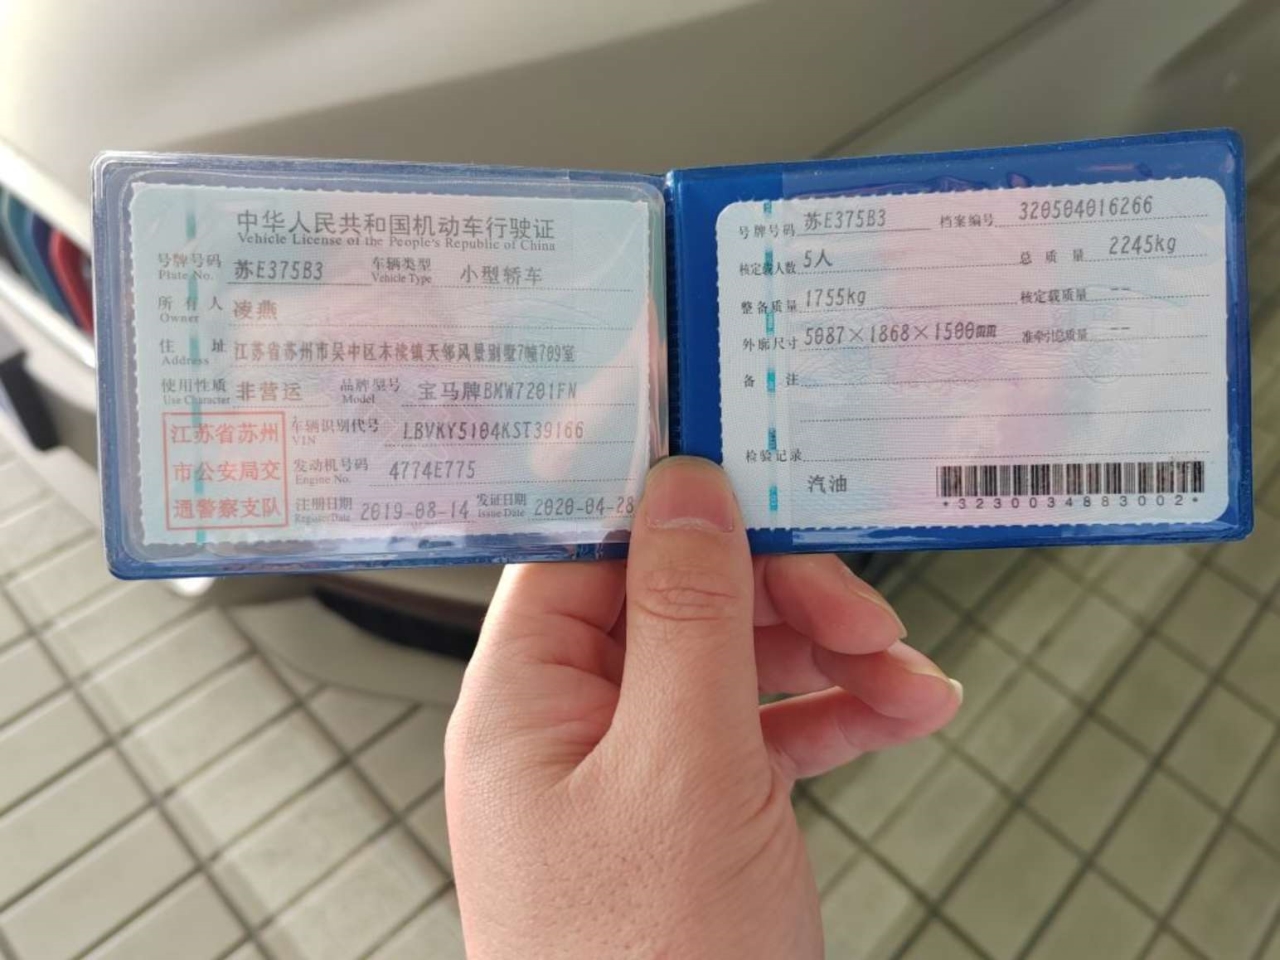 中华人民共和国机动车行驶证
Vehicle License of the People's Republic of China
号牌号码 苏E375B3 车辆类型 小型轿车
Plate No. Vehicle Type
所有人 凌燕
Owner
住址 江苏省苏州市吴中区木渎镇天邻风景别墅7幢709室
Address
使用性质 非营运 品牌型号 宝马牌BMW7201FN
Use Character Model
江苏省苏州
市公安局交
通警察支队
车辆识别代号 LBVKY5104KST39166
VIN
发动机号码 4774E775
Engine No.
注册日期 2019-08-14 发证日期 2020-04-28
Register Date Issue Date
号牌号码 苏E375B3 档案编号 320504016266
核定载人数 5人 总质量 2245kg
整备质量 1755kg 核定载质量 --
外廓尺寸 5087×1868×1500 准牵引总质量 --
备注
检验记录
汽油
*3230034883002*